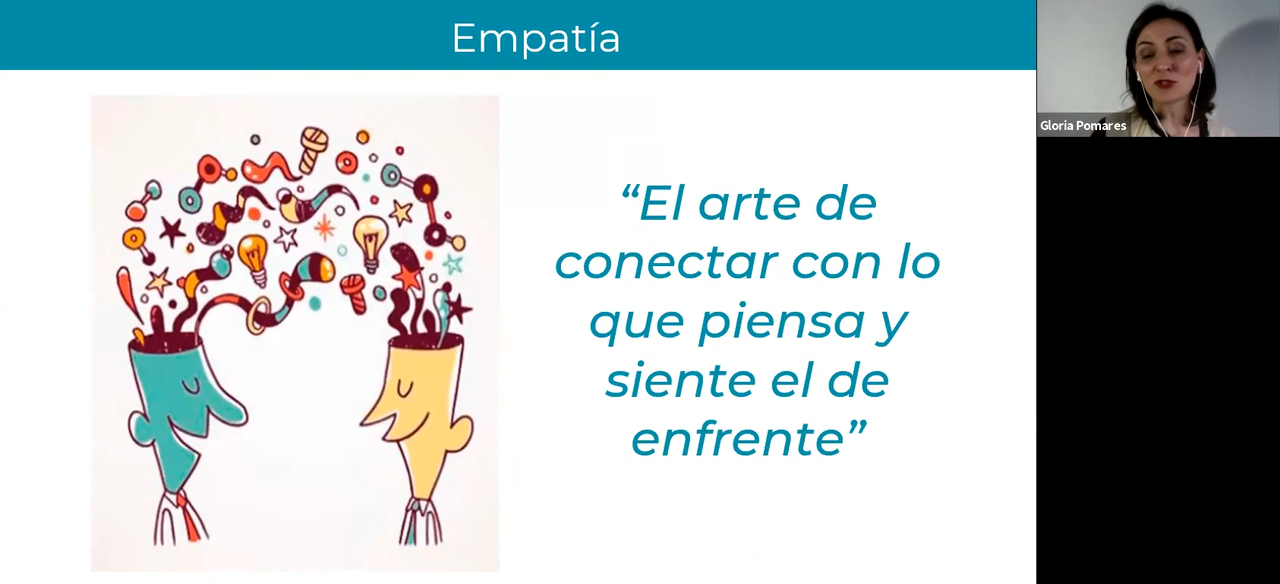 Empatía
“El arte de
conectar con lo
que piensa y
siente el de
enfrente”
Gloria Pomares